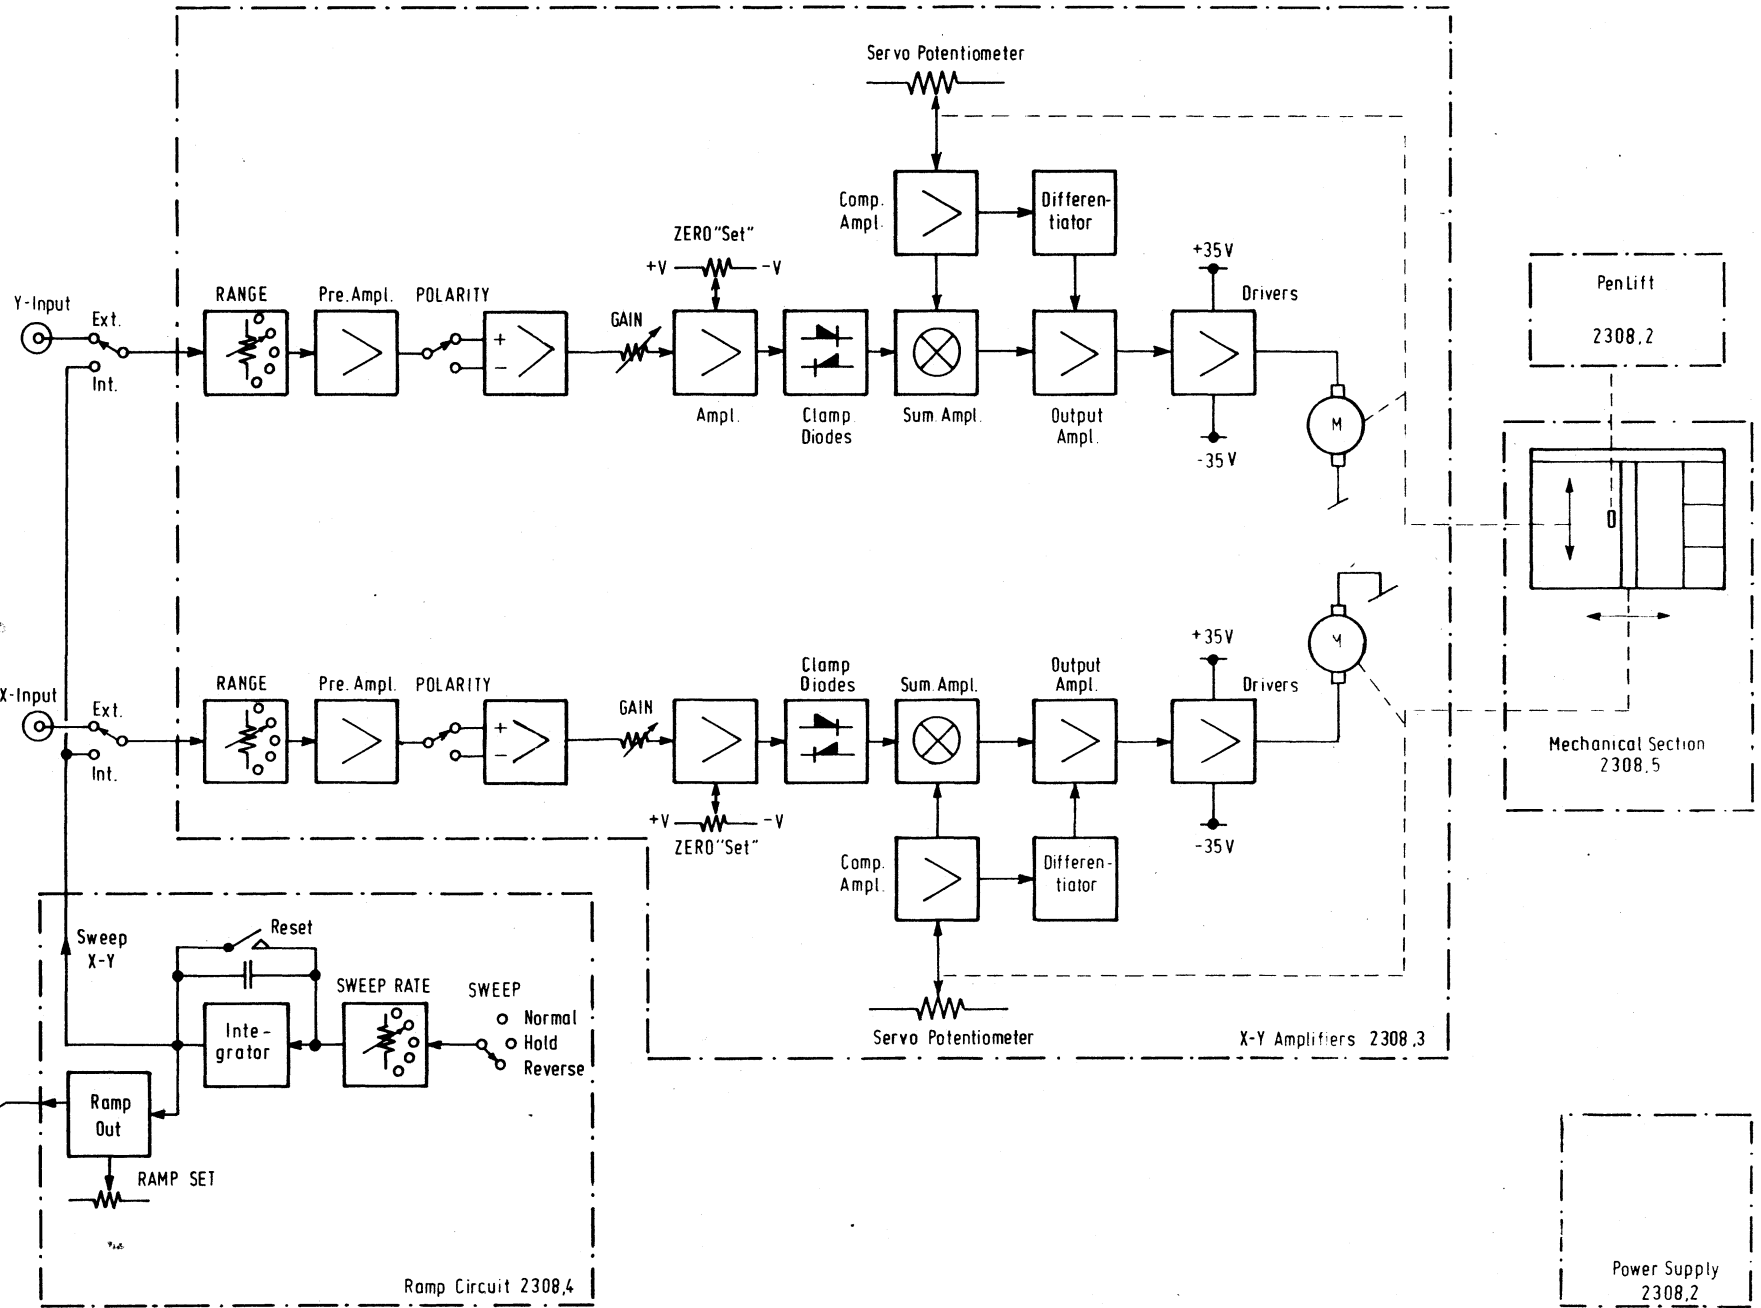 Servo Potentiometer
Comp.
Ampl.
Differen-
tiator
ZERO"Set"
+V
-V
+35V
Y-Input
Ext.
Int.
RANGE
Pre.Ampl.
POLARITY
+
-
GAIN
Drivers
Ampl.
Clamp
Diodes
Sum.Ampl.
Output
Ampl.
-35V
M
Pen Lift
2308,2
X-Input
Ext.
Int.
RANGE
Pre.Ampl.
POLARITY
+
-
GAIN
Clamp
Diodes
Sum.Ampl.
Output
Ampl.
+35V
Drivers
+V
-V
ZERO"Set"
-35V
Comp.
Ampl.
Differen-
tiator
Servo Potentiometer
X-Y Amplifiers 2308,3
Mechanical Section
2308,5
Sweep
X-Y
Reset
SWEEP RATE
SWEEP
Normal
Hold
Reverse
Inte-
grator
Ramp
Out
RAMP SET
Ramp Circuit 2308,4
Power Supply
2308,2